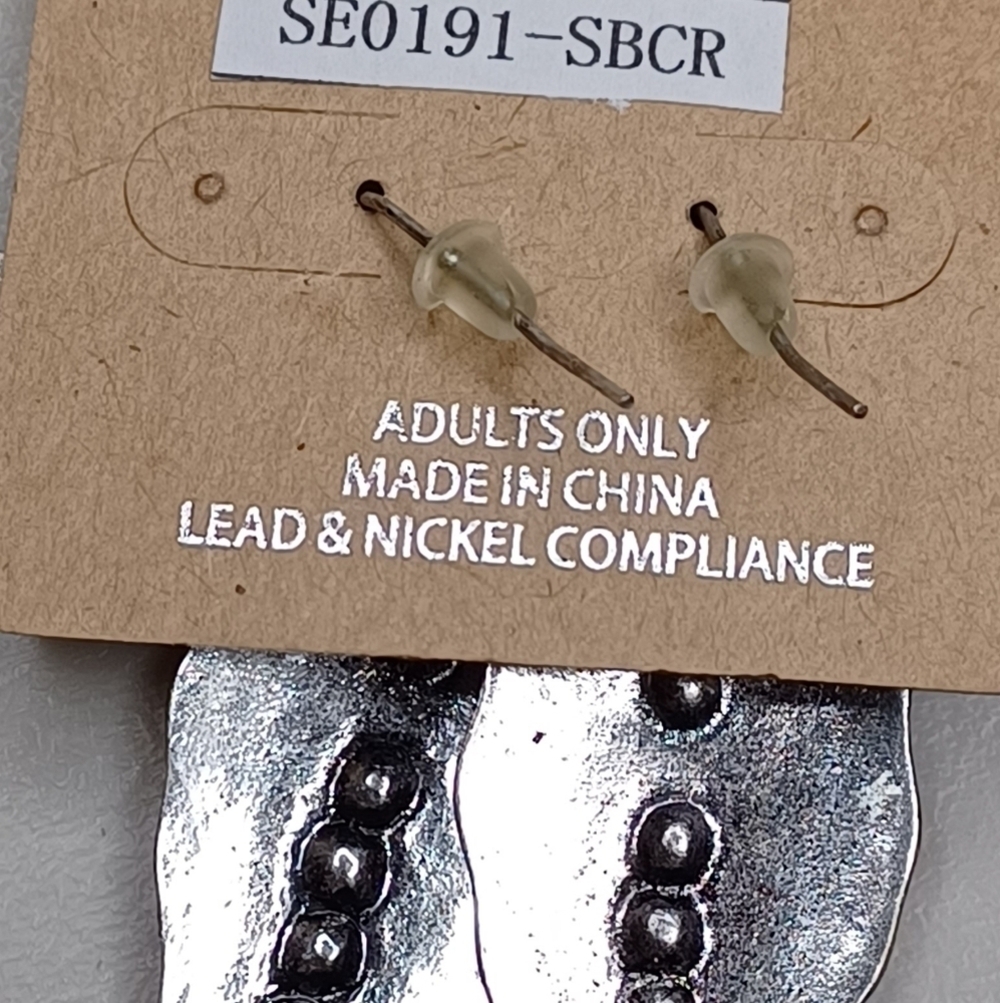 SE0191-SBCR
ADULTS ONLY
MADE IN CHINA
LEAD & NICKEL COMPLIANCE